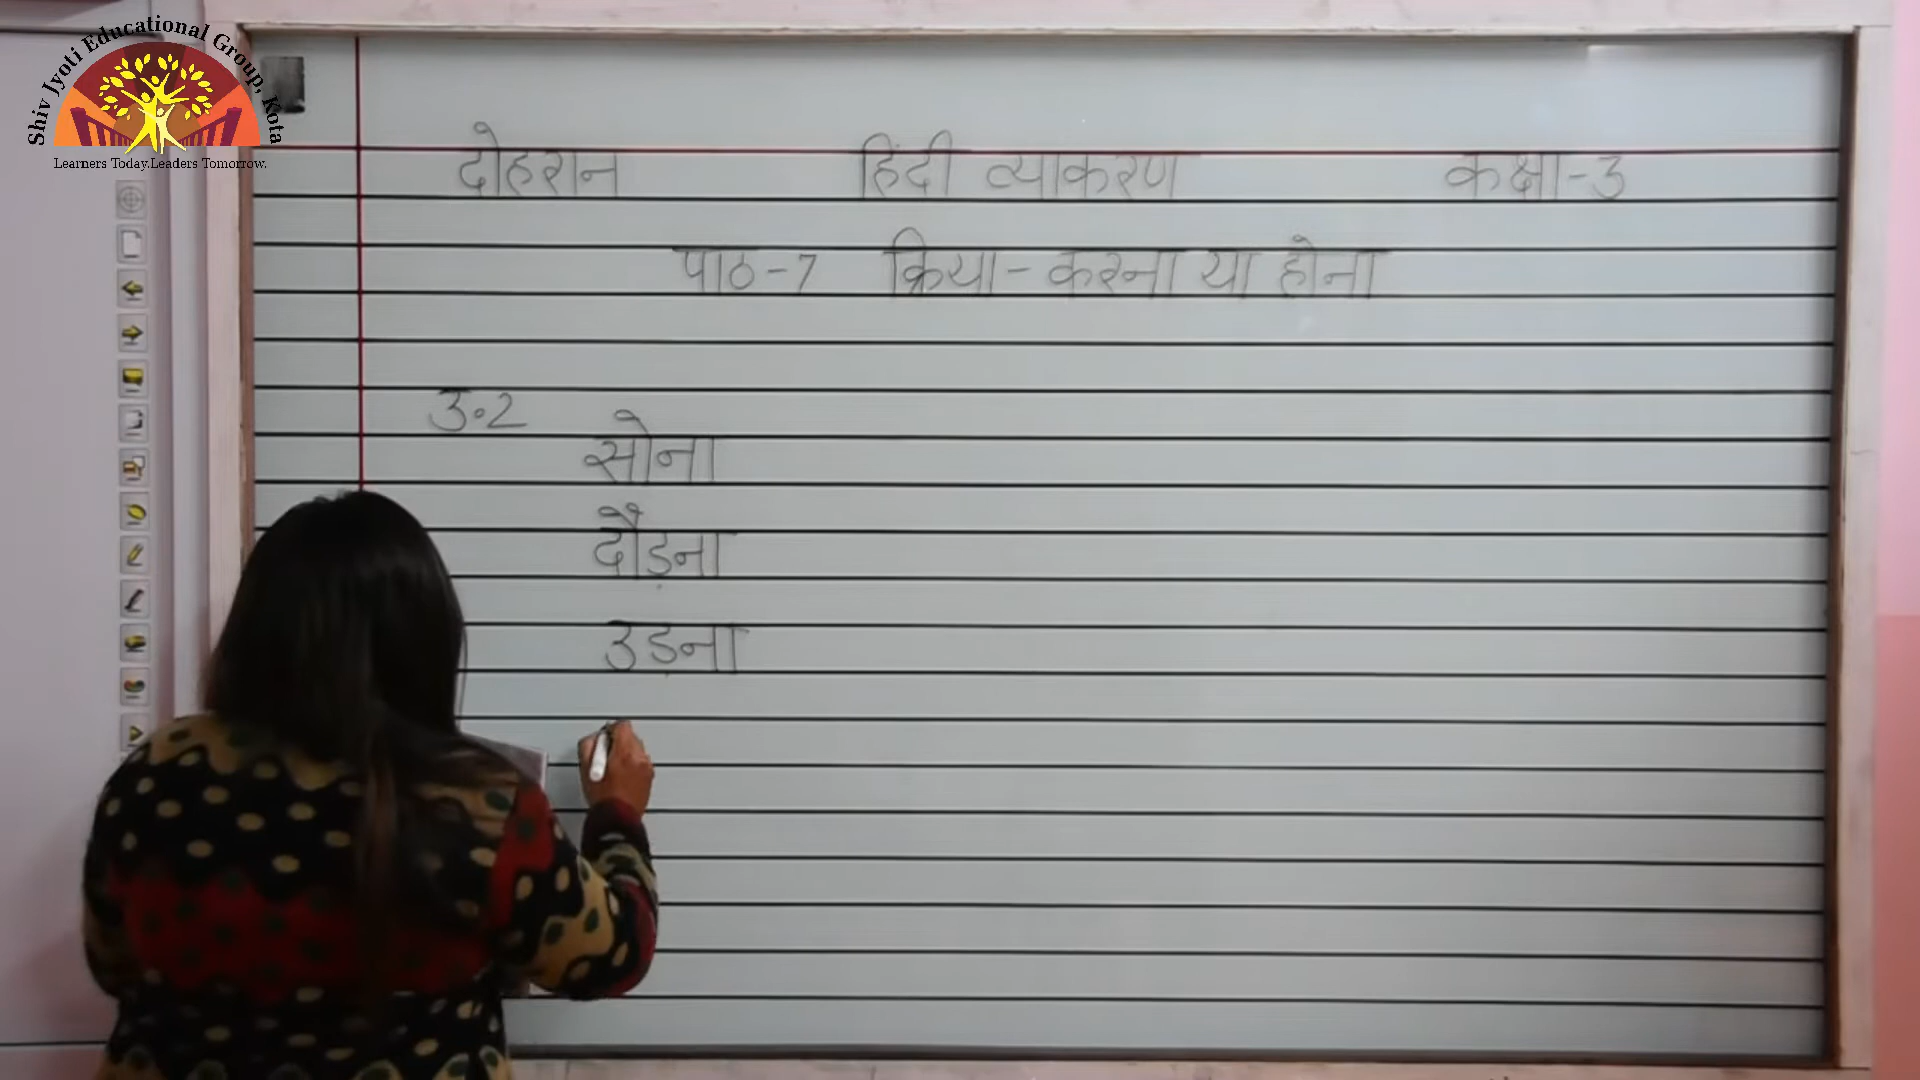 Shiv Jyoti Educational Group, Kota
Learners Today.Leaders Tomorrow.
दोहरान हिंदी व्याकरण कक्षा-3
पाठ-7 क्रिया-करना या होना
उ॰2
सोना
दौड़ना
उड़ना